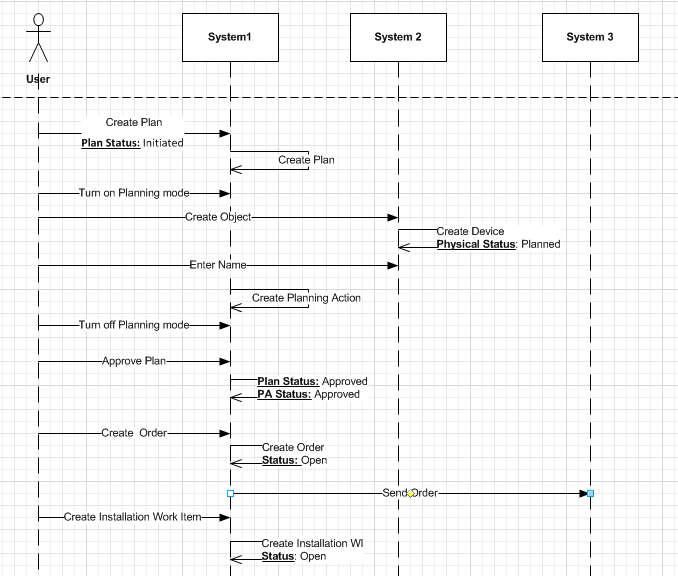 User
System1
System 2
System 3
Create Plan
Plan Status: Initiated
Create Plan
Turn on Planning mode
Create Object
Create Device
Physical Status: Planned
Enter Name
Create Planning Action
Turn off Planning mode
Approve Plan
Plan Status: Approved
PA Status: Approved
Create Order
Create Order
Status: Open
Send Order
Create Installation Work Item
Create Installation WI
Status: Open